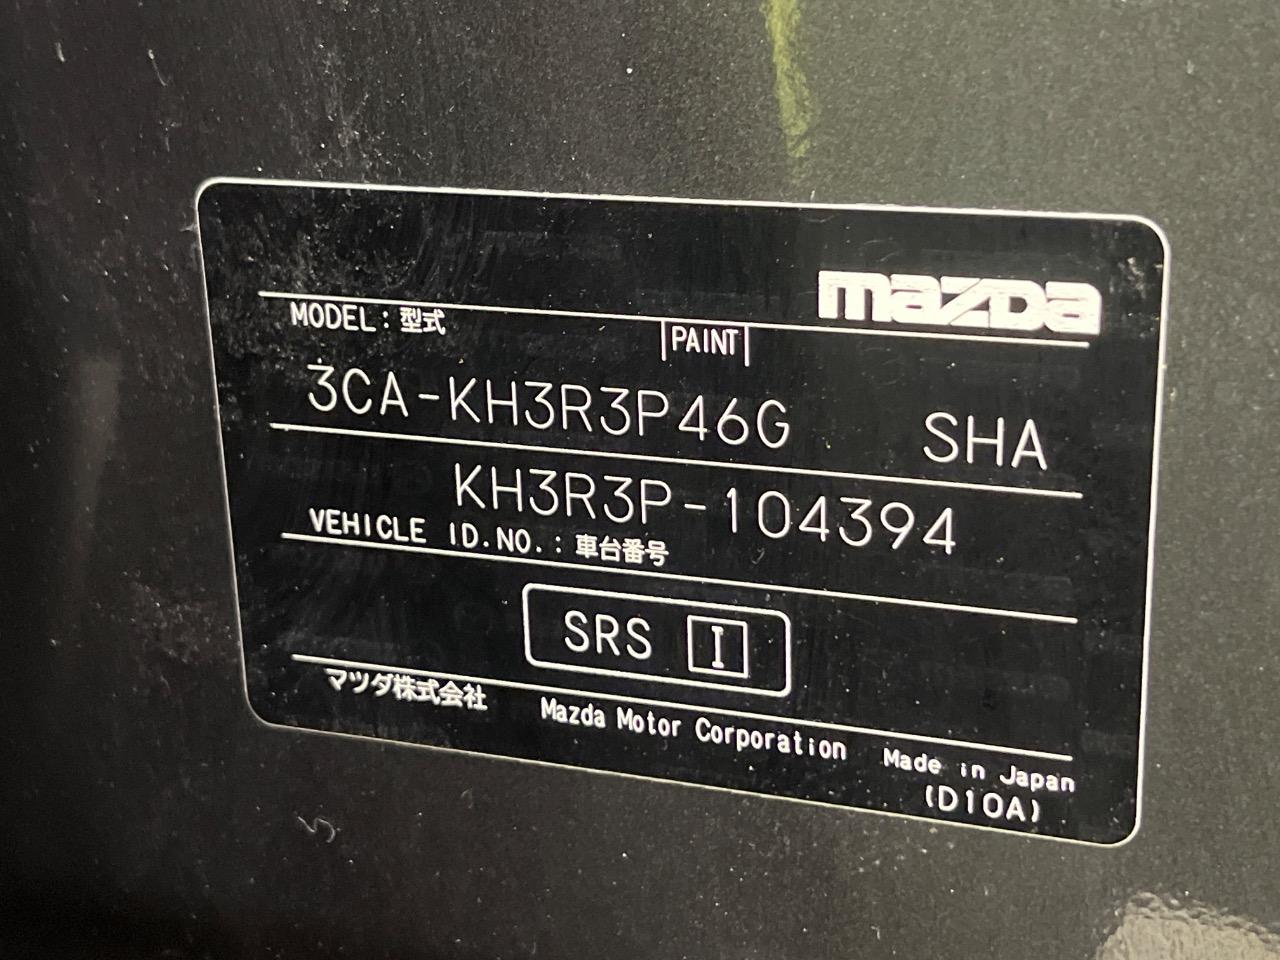 mazda
MODEL：型式
PAINT
3CA-KH3R3P46G SHA
KH3R3P-104394
VEHICLE ID.NO.：車台番号
SRS I
マツダ株式会社 Mazda Motor Corporation Made in Japan
(D10A)